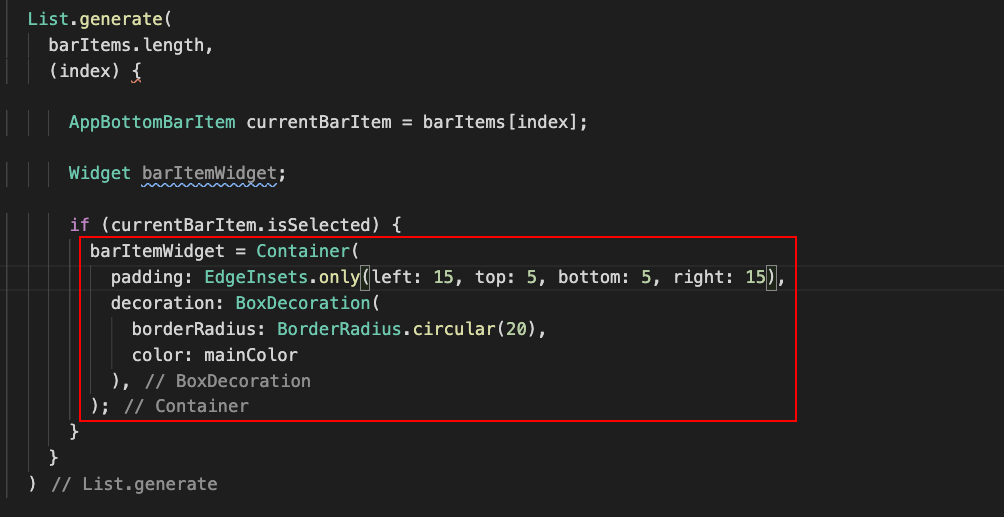 List.generate(
barItems.length,
(index) {
AppBottomBarItem currentBarItem = barItems[index];
Widget barItemWidget;
if (currentBarItem.isSelected) {
barItemWidget = Container(
padding: EdgeInsets.only(left: 15, top: 5, bottom: 5, right: 15),
decoration: BoxDecoration(
borderRadius: BorderRadius.circular(20),
color: mainColor
), // BoxDecoration
); // Container
}
}
) // List.generate